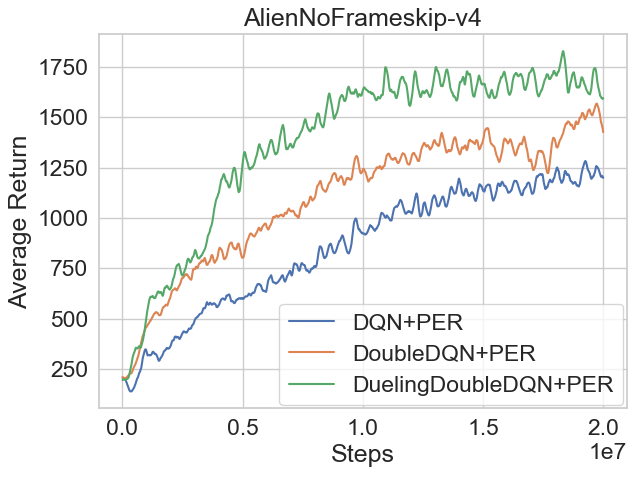 AlienNoFrameskip-v4
Average Return
1750
1500
1250
1000
750
500
250
DQN+PER
DoubleDQN+PER
DuelingDoubleDQN+PER
0.0 0.5 1.0 1.5 2.0
Steps
1e7